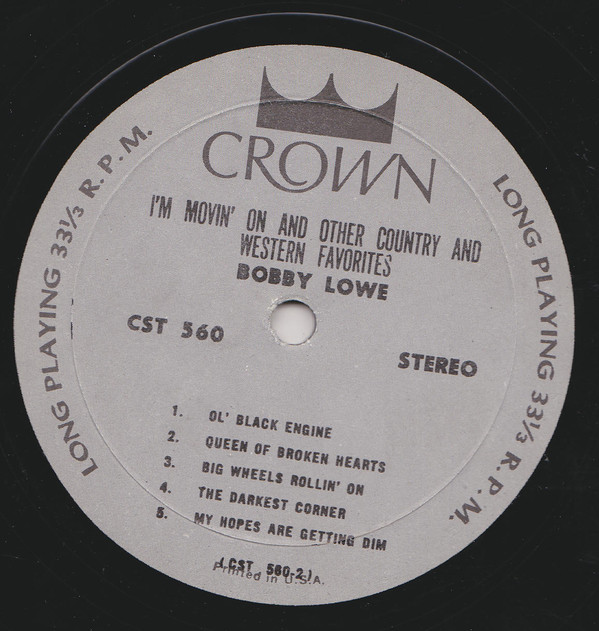 CROWN
I'M MOVIN' ON AND OTHER COUNTRY AND
WESTERN FAVORITES
BOBBY LOWE
CST 560
STEREO
1. OL' BLACK ENGINE
2. QUEEN OF BROKEN HEARTS
3. BIG WHEELS ROLLIN' ON
4. THE DARKEST CORNER
5. MY HOPES ARE GETTING DIM
(CST 560-2)
Printed in U.S.A.
LONG PLAYING 33⅓ R.P.M.
LONG PLAYING 33⅓ R.P.M.